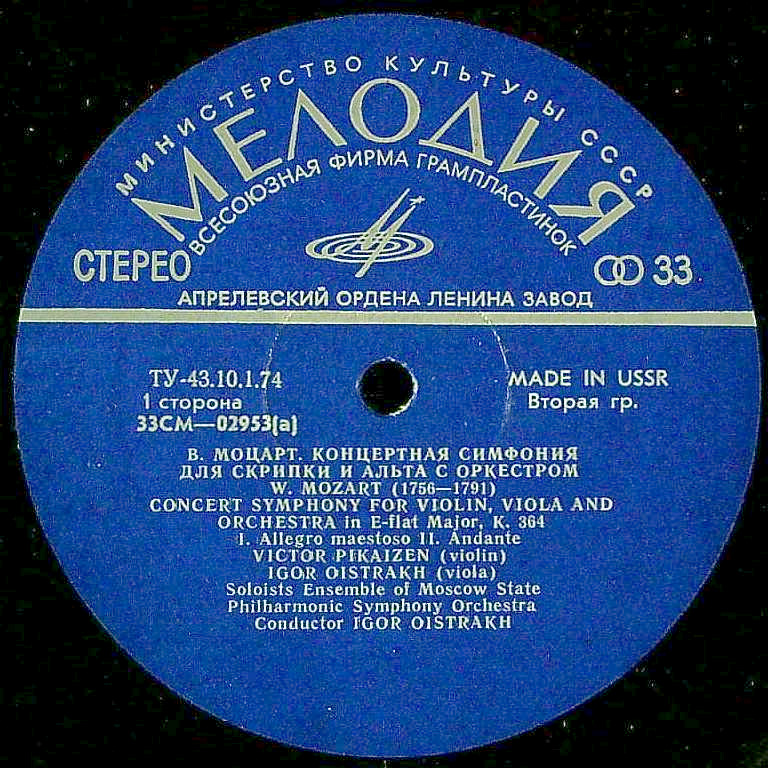 МИНИСТЕРСТВО КУЛЬТУРЫ СССР
МЕЛОДИЯ
ВСЕСОЮЗНАЯ ФИРМА ГРАМПЛАСТИНОК
СТЕРЕО
33
АПРЕЛЕВСКИЙ ОРДЕНА ЛЕНИНА ЗАВОД
ТУ-43.10.1.74
MADE IN USSR
1 сторона
Вторая гр.
33СМ—02953(а)
В. МОЦАРТ. КОНЦЕРТНАЯ СИМФОНИЯ
ДЛЯ СКРИПКИ И АЛЬТА С ОРКЕСТРОМ
W. MOZART (1756—1791)
CONCERT SYMPHONY FOR VIOLIN, VIOLA AND
ORCHESTRA in E-flat Major, K. 364
I. Allegro maestoso II. Andante
VICTOR PIKAIZEN (violin)
IGOR OISTRAKH (viola)
Soloists Ensemble of Moscow State
Philharmonic Symphony Orchestra
Conductor IGOR OISTRAKH